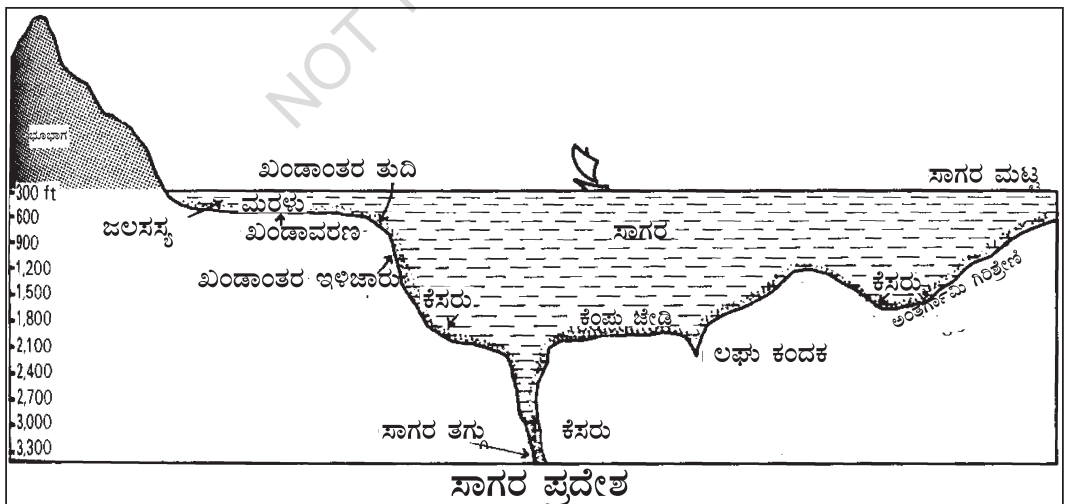 NOT
ಭೂಭಾಗ
ಖಂಡಾಂತರ ತುದಿ
ಸಾಗರ ಮಟ್ಟ
300 ft
ಮರಳು
600
ಜಲಸಸ್ಯ
ಖಂಡಾವರಣ
ಸಾಗರ
900
1,200
ಖಂಡಾಂತರ ಇಳಿಜಾರು
ಕೆಸರು
ಅಂತರ್ಗಾಮಿ ಗಿರಿಶ್ರೇಣಿ
1,500
ಕೆಸರು
1,800
ಕೆಂಪು ಜೇಡಿ
2,100
ಲಘು ಕಂದಕ
2,400
2,700
3,000
ಸಾಗರ ತಗ್ಗು
ಕೆಸರು
3,300
ಸಾಗರ ಪ್ರದೇಶ